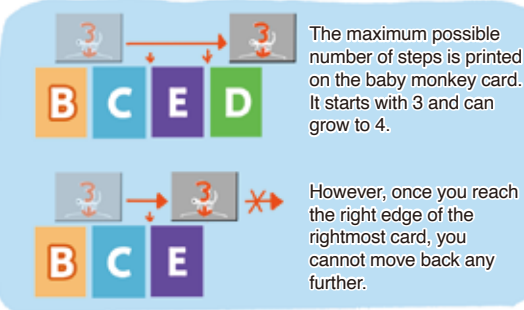 3
3
The maximum possible
number of steps is printed
on the baby monkey card.
It starts with 3 and can
grow to 4.
B C E D
3
3
However, once you reach
the right edge of the
rightmost card, you
cannot move back any
further.
B C E